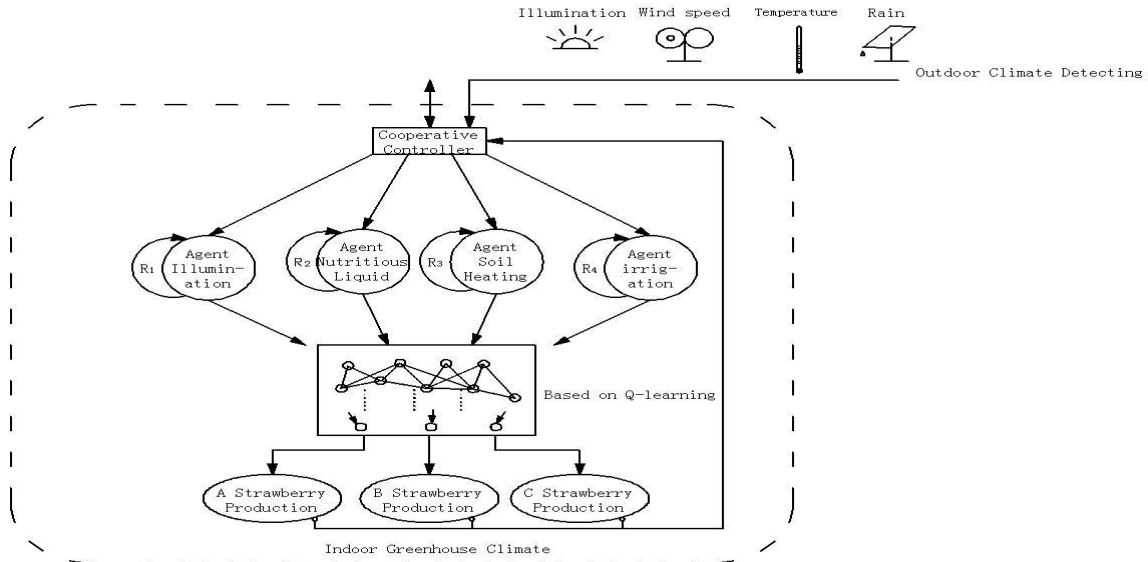 Illumination
Wind speed
Temperature
Rain
Outdoor Climate Detecting
Cooperative
Controller
R1
Agent
Illumin-
ation
R2
Agent
Nutritious
Liquid
R3
Agent
Soil
Heating
R4
Agent
irrig-
ation
Based on Q-learning
A Strawberry
Production
B Strawberry
Production
C Strawberry
Production
Indoor Greenhouse Climate